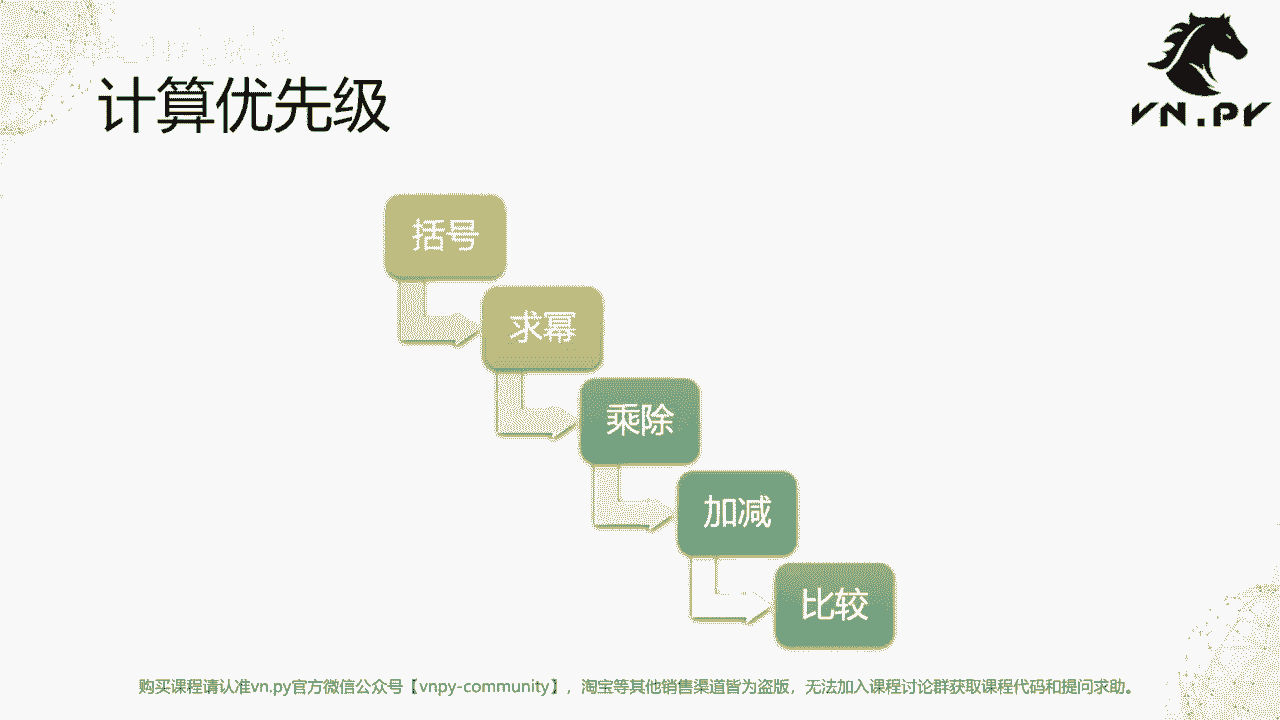 计算优先级
VN.PY
括号
求幂
乘除
加减
比较
购买课程请认准vn.py官方微信公众号【vnpy-community】，淘宝等其他销售渠道皆为盗版，无法加入课程讨论群获取课程代码和提问求助。